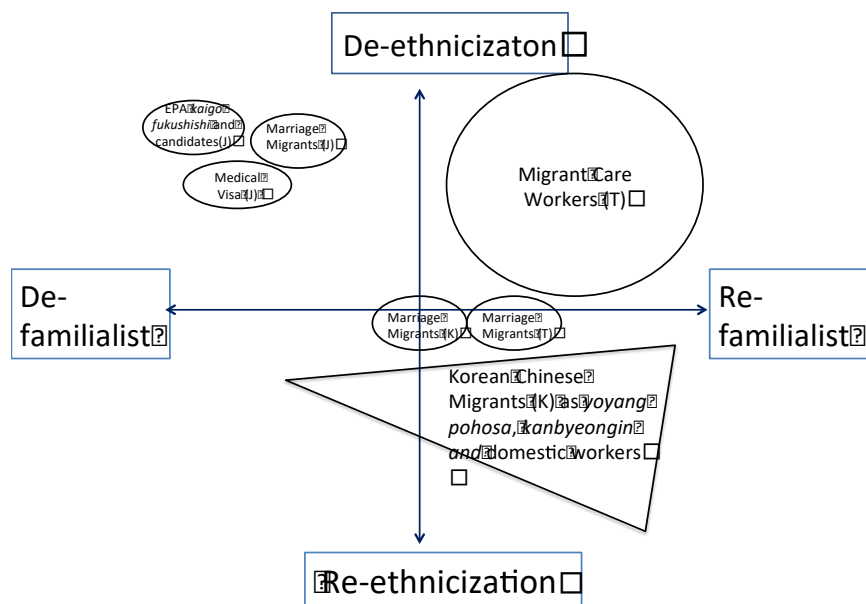 De-ethnicizaton
EPA kaigo
fukushishi and
candidates(J)
Marriage
Migrants(J)
Medical
Visa(J)
Migrant Care
Workers (T)
De-
familialist
Re-
familialist
Marriage
Migrants(K)
Marriage
Migrants(T)
Korean Chinese
Migrants (K) as yoyang
pohosa, kanbyeongin
and domestic workers
Re-ethnicization